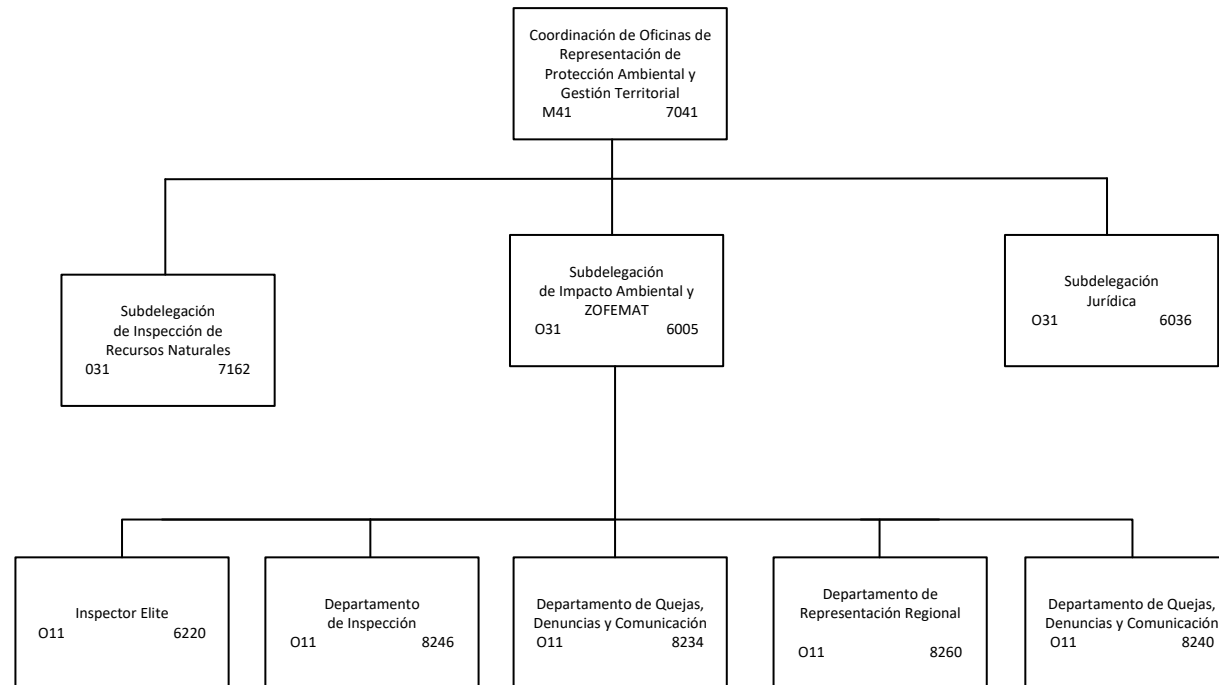 Coordinación de Oficinas de
Representación de
Protección Ambiental y
Gestión Territorial
M41 7041
Subdelegación
de Inspección de
Recursos Naturales
031 7162
Subdelegación
de Impacto Ambiental y
ZOFEMAT
O31 6005
Subdelegación
Jurídica
O31 6036
Inspector Elite
O11 6220
Departamento
de Inspección
O11 8246
Departamento de Quejas,
Denuncias y Comunicación
O11 8234
Departamento de
Representación Regional
O11 8260
Departamento de Quejas,
Denuncias y Comunicación
O11 8240